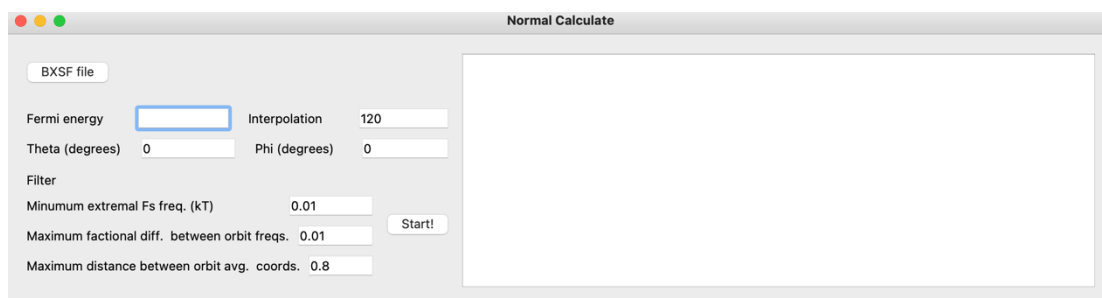 Normal Calculate
BXSF file
Fermi energy Interpolation 120
Theta (degrees) 0 Phi (degrees) 0
Filter
Minumum extremal Fs freq. (kT) 0.01
Start!
Maximum factional diff. between orbit freqs. 0.01
Maximum distance between orbit avg. coords. 0.8